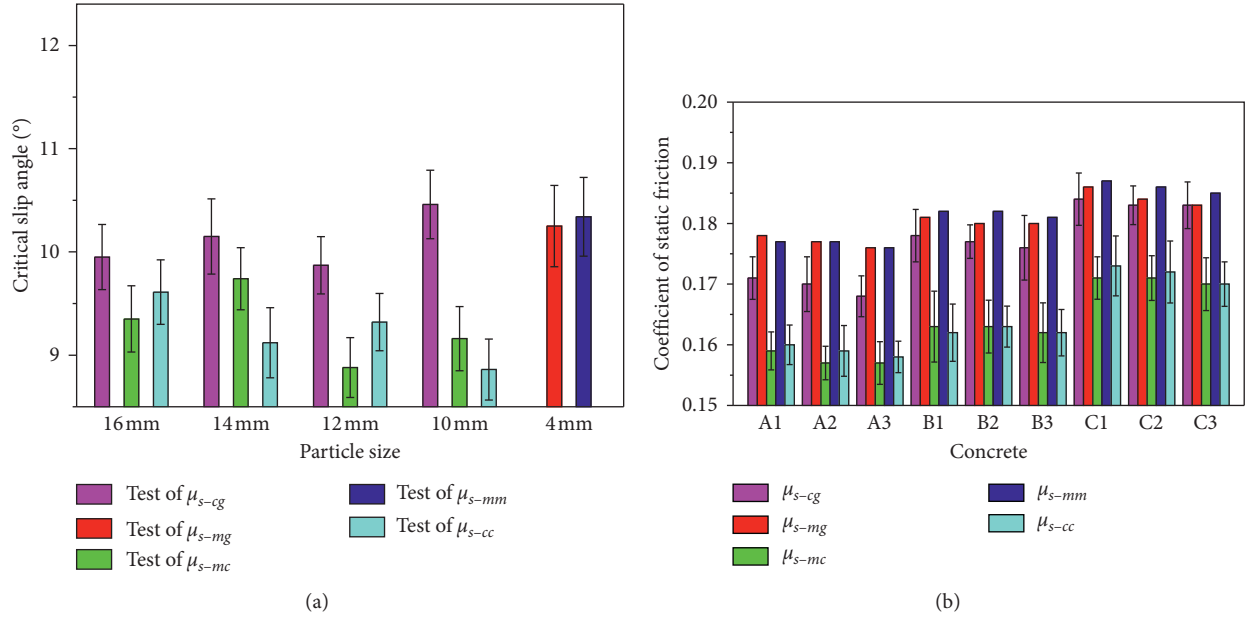 12
11
10
9
Critical slip angle (°)
16 mm
14 mm
12 mm
10 mm
4 mm
Particle size
Test of μs–cg
Test of μs–mg
Test of μs–mc
Test of μs–mm
Test of μs–cc
(a)
0.20
0.19
0.18
0.17
0.16
0.15
Coefficient of static friction
A1 A2 A3 B1 B2 B3 C1 C2 C3
Concrete
μs–cg
μs–mg
μs–mc
μs–mm
μs–cc
(b)